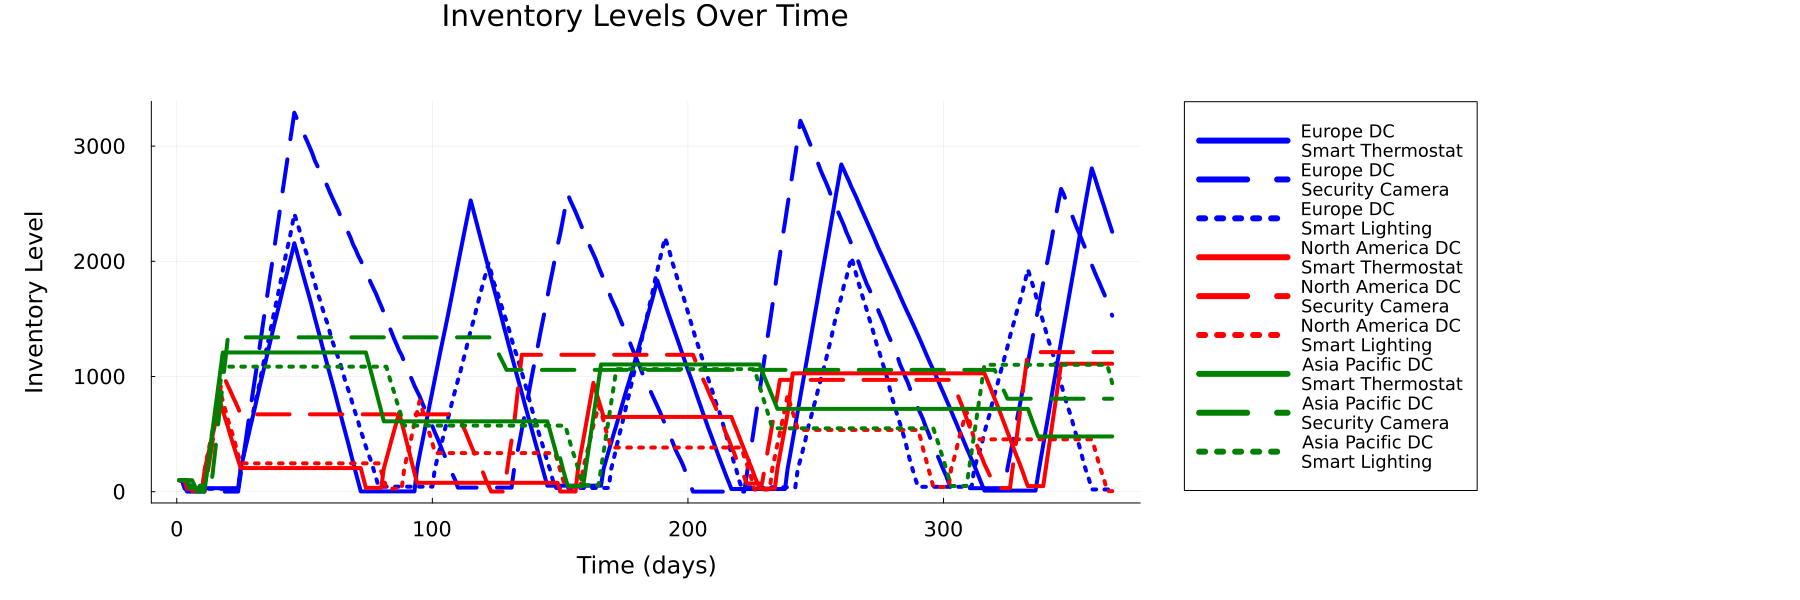 Inventory Levels Over Time
Inventory Level
3000
2000
1000
0
0
100
200
300
Time (days)
Europe DC
Smart Thermostat
Europe DC
Security Camera
Europe DC
Smart Lighting
North America DC
Smart Thermostat
North America DC
Security Camera
North America DC
Smart Lighting
Asia Pacific DC
Smart Thermostat
Asia Pacific DC
Security Camera
Asia Pacific DC
Smart Lighting